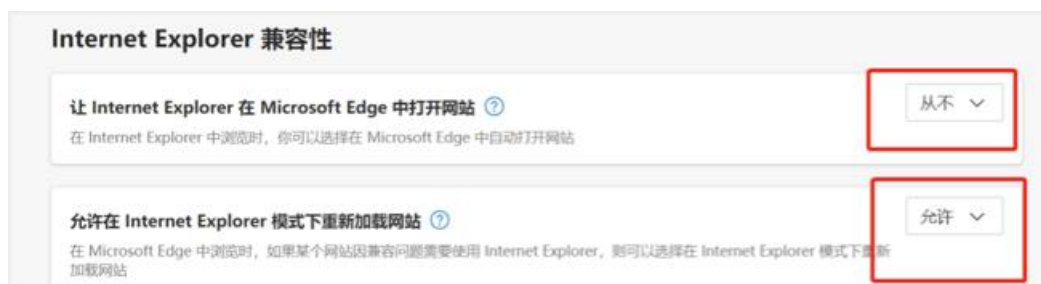 Internet Explorer 兼容性
让 Internet Explorer 在 Microsoft Edge 中打开网站 ?
从不
在 Internet Explorer 中浏览时，你可以选择在 Microsoft Edge 中自动打开网站
允许在 Internet Explorer 模式下重新加载网站 ?
允许
在 Microsoft Edge 中浏览时，如果某个网站因兼容问题需要使用 Internet Explorer，则可以选择在 Internet Explorer 模式下重新
加载网站